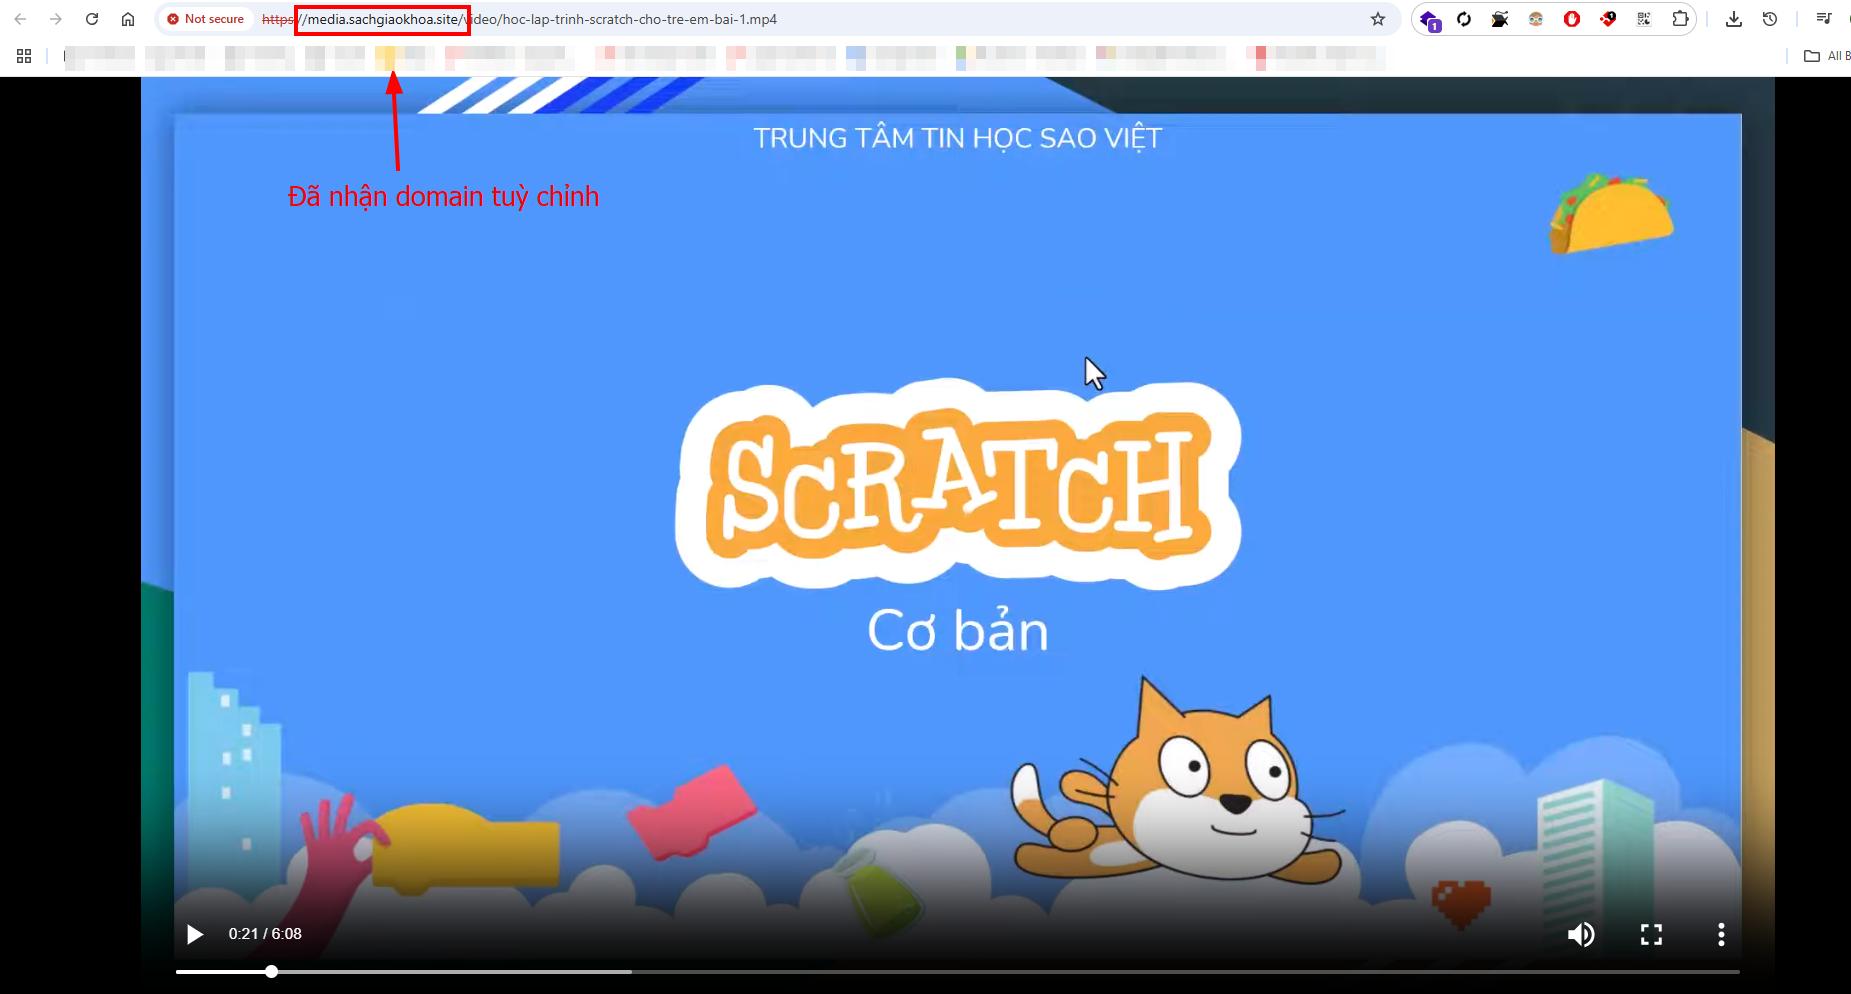 Not secure https://media.sachgiaokhoa.site/video/hoc-lap-trinh-scratch-cho-tre-em-bai-1.mp4
1
All B
TRUNG TÂM TIN HỌC SAO VIỆT
Đã nhận domain tuỳ chỉnh
SCRATCH
Cơ bản
0:21 / 6:08